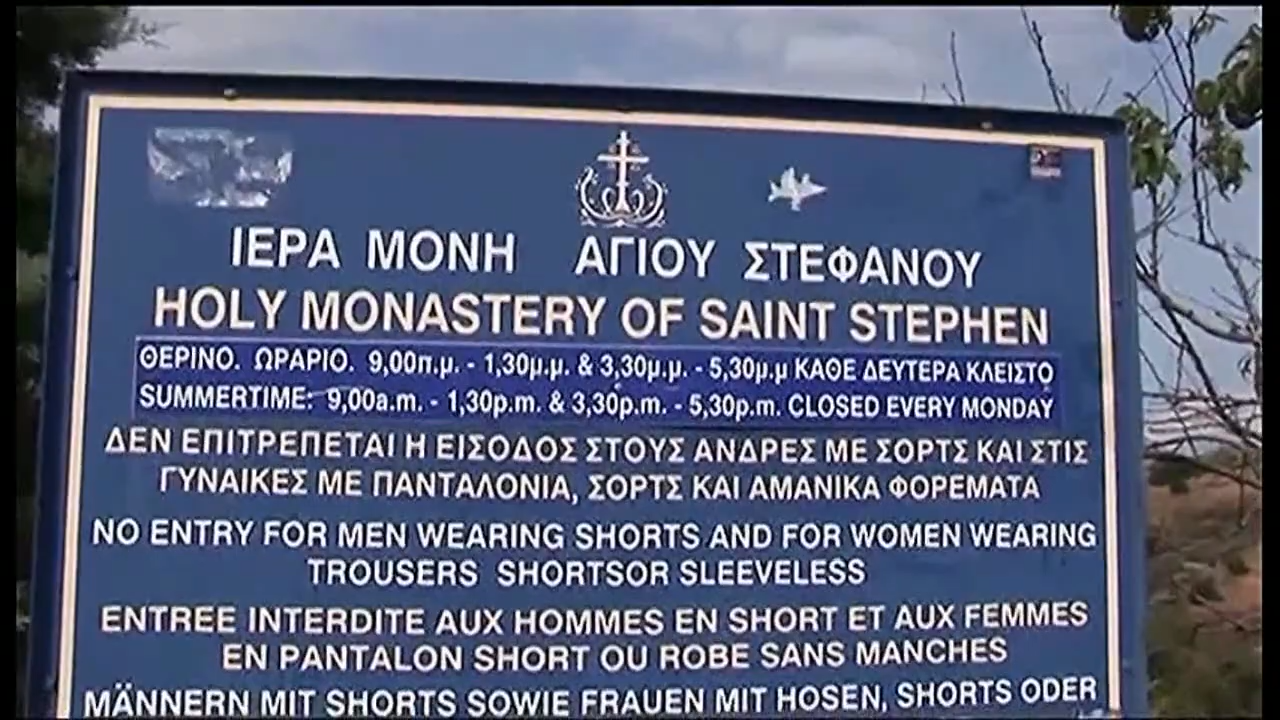 ΙΕΡΑ ΜΟΝΗ ΑΓΙΟΥ ΣΤΕΦΑΝΟΥ
HOLY MONASTERY OF SAINT STEPHEN
ΘΕΡΙΝΟ. ΩΡΑΡΙΟ. 9,00π.μ. - 1,30μ.μ. & 3,30μ.μ. - 5,30μ.μ ΚΑΘΕ ΔΕΥΤΕΡΑ ΚΛΕΙΣΤΟ
SUMMERTIME: 9,00a.m. - 1,30p.m. & 3,30p.m. - 5,30p.m. CLOSED EVERY MONDAY
ΔΕΝ ΕΠΙΤΡΕΠΕΤΑΙ Η ΕΙΣΟΔΟΣ ΣΤΟΥΣ ΑΝΔΡΕΣ ΜΕ ΣΟΡΤΣ ΚΑΙ ΣΤΙΣ
ΓΥΝΑΙΚΕΣ ΜΕ ΠΑΝΤΑΛΟΝΙΑ, ΣΟΡΤΣ ΚΑΙ ΑΜΑΝΙΚΑ ΦΟΡΕΜΑΤΑ
NO ENTRY FOR MEN WEARING SHORTS AND FOR WOMEN WEARING
TROUSERS SHORTSOR SLEEVELESS
ENTREE INTERDITE AUX HOMMES EN SHORT ET AUX FEMMES
EN PANTALON SHORT OU ROBE SANS MANCHES
MÄNNERN MIT SHORTS SOWIE FRAUEN MIT HOSEN, SHORTS ODER